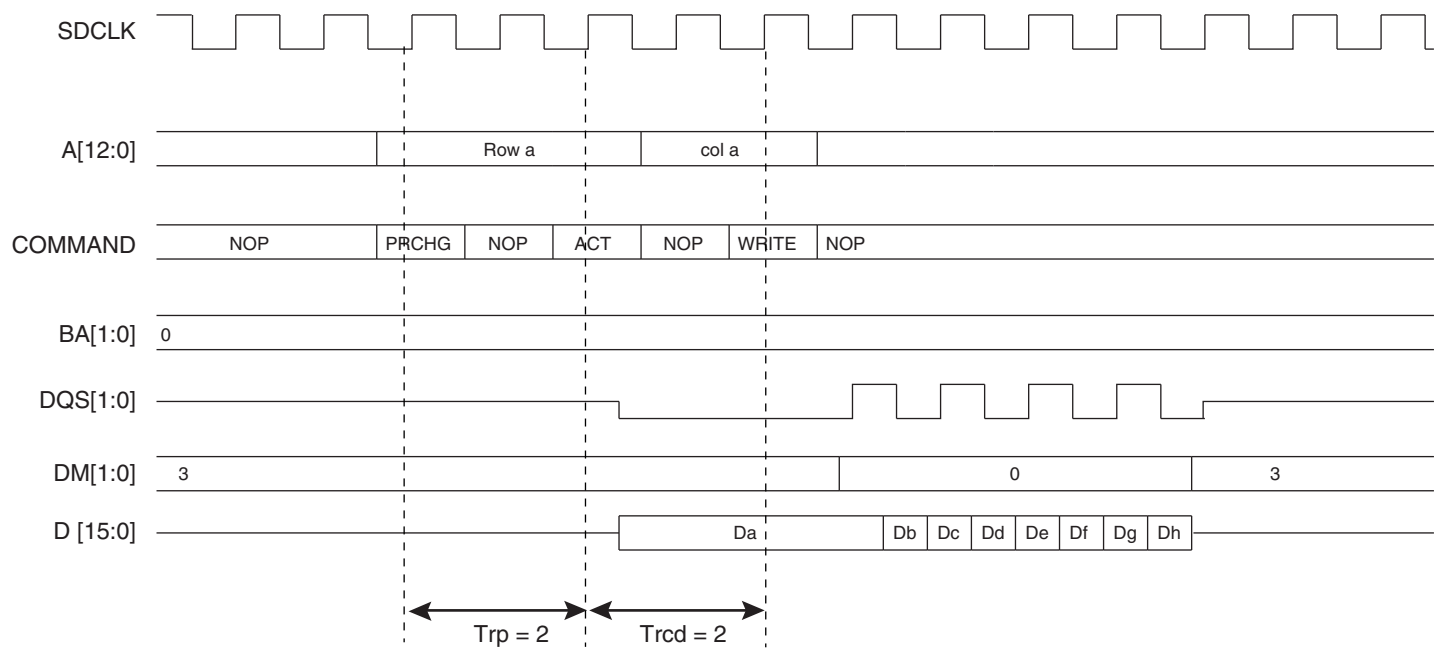 SDCLK
A[12:0] Row a col a
COMMAND NOP PRCHG NOP ACT NOP WRITE NOP
BA[1:0] 0
DQS[1:0]
DM[1:0] 3 0 3
D [15:0] Da Db Dc Dd De Df Dg Dh
Trp = 2 Trcd = 2